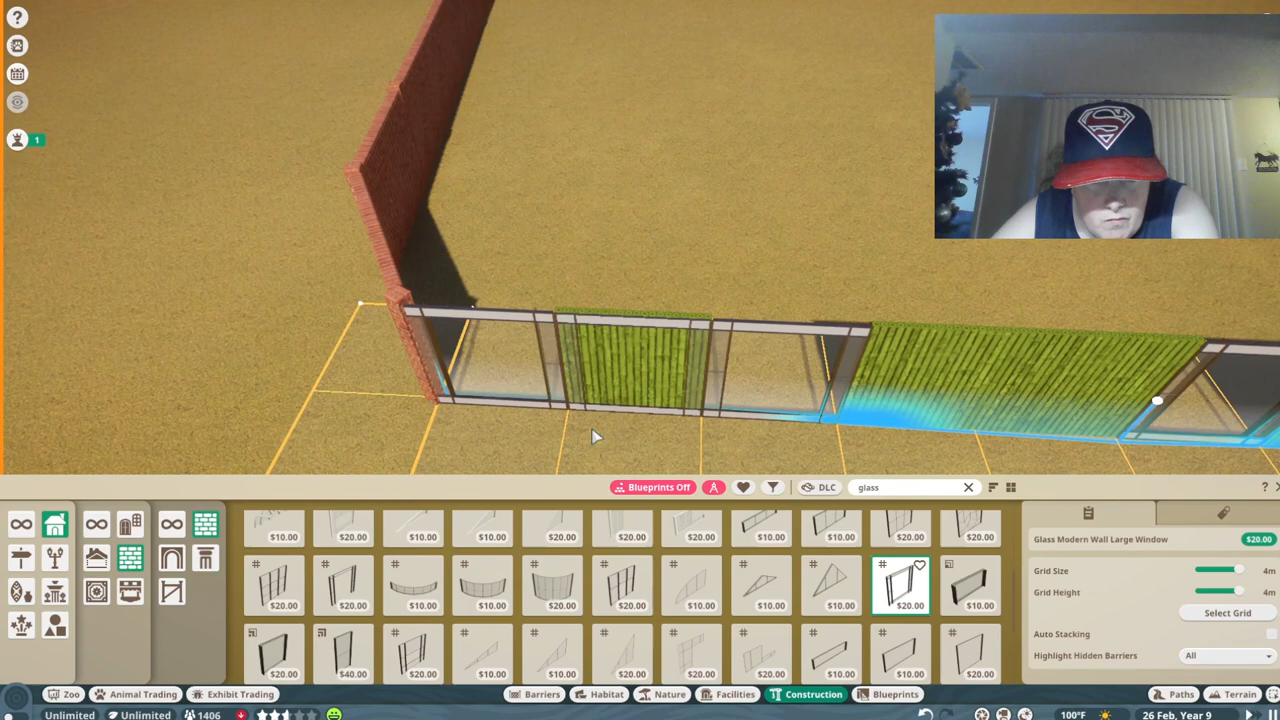 ?
1
Blueprints Off
DLC
glass
?
$10.00 $20.00 $10.00 $10.00 $20.00 $20.00 $20.00 $10.00 $10.00 $20.00 $20.00
Glass Modern Wall Large Window $20.00
Grid Size 4m
Grid Height 4m
Select Grid
$20.00 $20.00 $10.00 $10.00 $20.00 $20.00 $10.00 $10.00 $10.00 $20.00 $10.00
Auto Stacking
Highlight Hidden Barriers All
$20.00 $40.00 $20.00 $10.00 $10.00 $20.00 $20.00 $20.00 $10.00 $10.00 $20.00
Zoo Animal Trading Exhibit Trading Barriers Habitat Nature Facilities Construction Blueprints Paths Terrain
Unlimited Unlimited 1406 100°F 26 Feb, Year 9